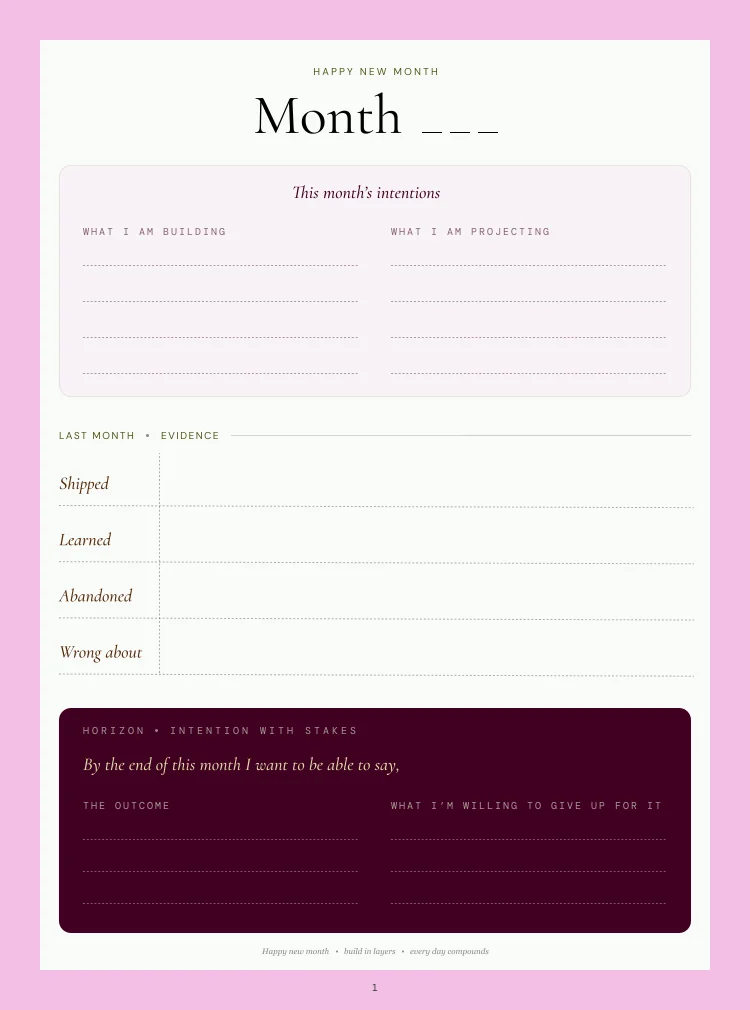 HAPPY NEW MONTH
Month _ _ _
This month’s intentions
WHAT I AM BUILDING
WHAT I AM PROJECTING
LAST MONTH • EVIDENCE
Shipped
Learned
Abandoned
Wrong about
HORIZON • INTENTION WITH STAKES
By the end of this month I want to be able to say,
THE OUTCOME
WHAT I’M WILLING TO GIVE UP FOR IT
Happy new month • build in layers • every day compounds
1